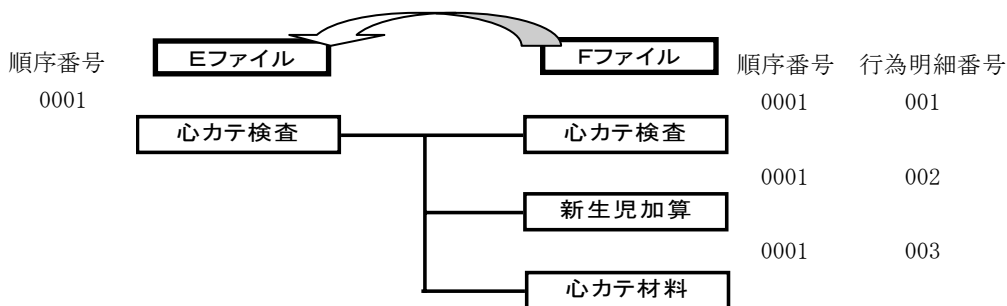 順序番号 Eファイル Fファイル 順序番号 行為明細番号
0001 0001 001
心カテ検査 心カテ検査
0001 002
新生児加算
0001 003
心カテ材料